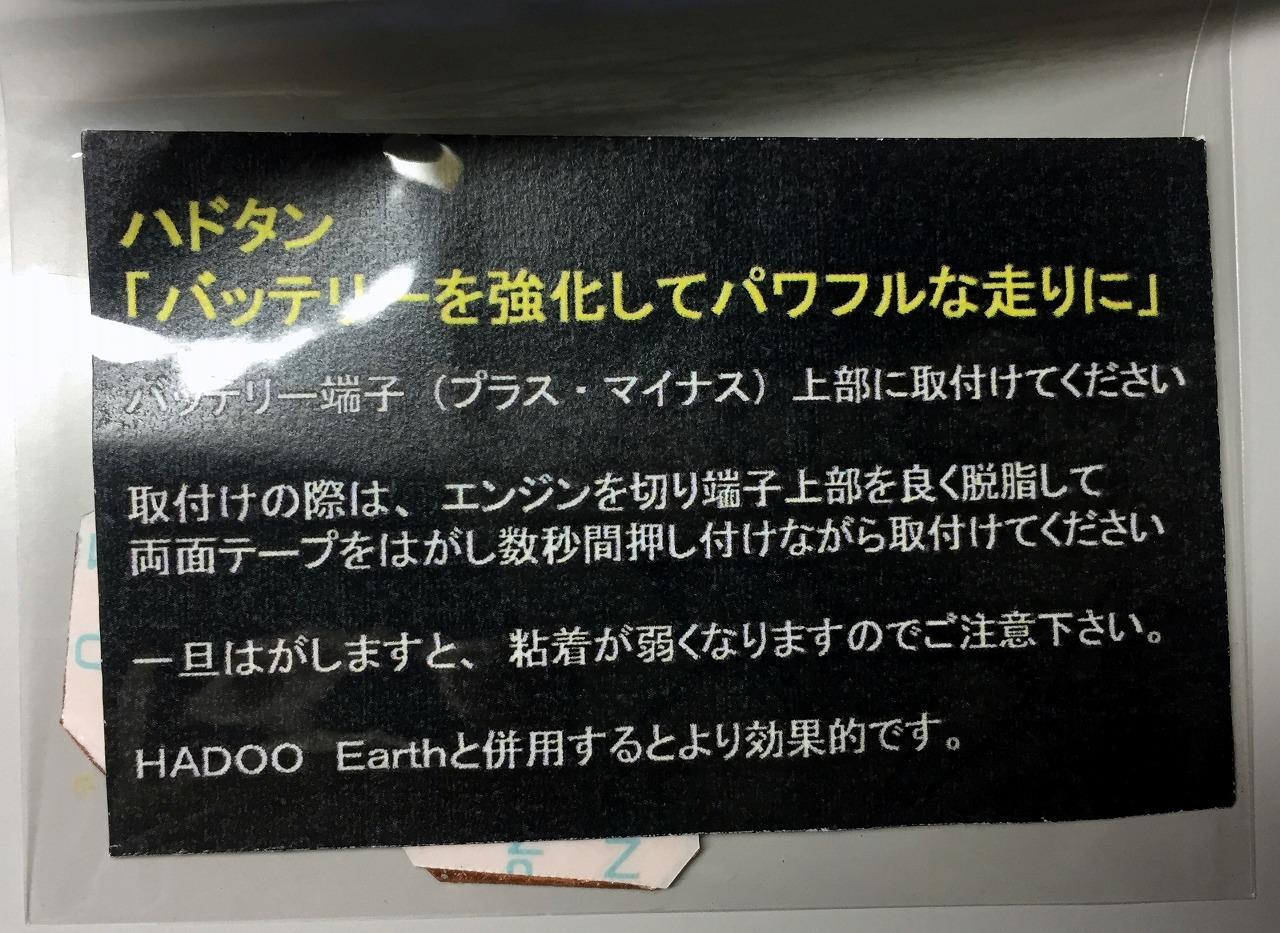 ハドタン
「バッテリーを強化してパワフルな走りに」
バッテリー端子（プラス・マイナス）上部に取付けてください
取付けの際は、エンジンを切り端子上部を良く脱脂して
両面テープをはがし数秒間押し付けながら取付けてください
一旦はがしますと、粘着が弱くなりますのでご注意下さい。
HADOO Earthと併用するとより効果的です。